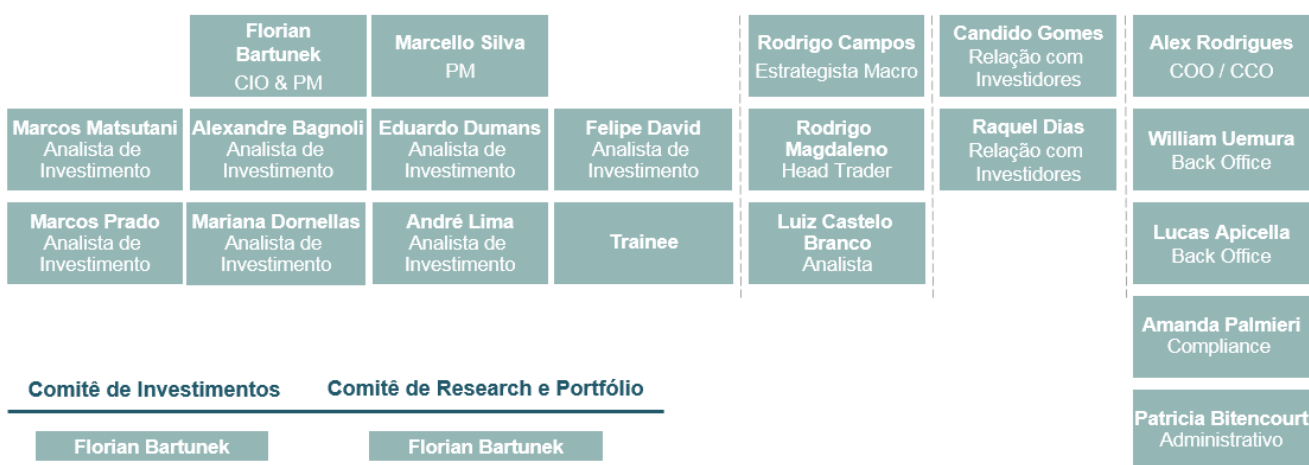 Florian
Bartunek
CIO & PM
Marcello Silva
PM
Rodrigo Campos
Estrategista Macro
Candido Gomes
Relação com
Investidores
Alex Rodrigues
COO / CCO
Marcos Matsutani
Analista de
Investimento
Alexandre Bagnoli
Analista de
Investimento
Eduardo Dumans
Analista de
Investimento
Felipe David
Analista de
Investimento
Rodrigo
Magdaleno
Head Trader
Raquel Dias
Relação com
Investidores
William Uemura
Back Office
Marcos Prado
Analista de
Investimento
Mariana Dornellas
Analista de
Investimento
André Lima
Analista de
Investimento
Trainee
Luiz Castelo
Branco
Analista
Lucas Apicella
Back Office
Amanda Palmieri
Compliance
Patricia Bitencourt
Administrativo
Comitê de Investimentos
Florian Bartunek
Comitê de Research e Portfólio
Florian Bartunek